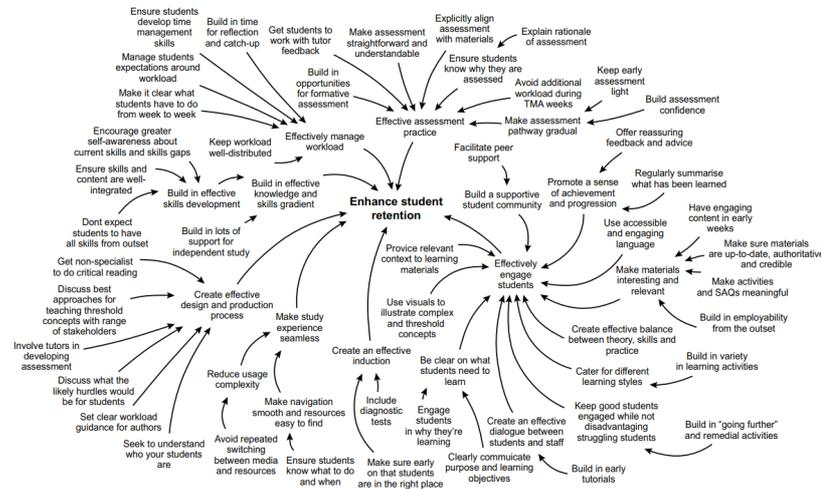 Ensure students
develop time
management
skills
Build in time
for reflection
and catch-up
Get students to
work with tutor
feedback
Make assessment
straightforward and
understandable
Explicitly align
assessment
with materials
Explain rationale
of assessment
Manage students
expectations around
workload
Build in
opportunities
for formative
assessment
Ensure students
know why they are
assessed
Avoid additional
workload during
TMA weeks
Keep early
assessment
light
Build assessment
confidence
Make it clear what
students have to do
from week to week
Effective assessment
practice
Make assessment
pathway gradual
Encourage greater
self-awareness about
current skills and skills gaps
Keep workload
well-distributed
Effectively manage
workload
Facilitate peer
support
Offer reassuring
feedback and advice
Ensure skills and
content are well-
integrated
Build in effective
skills development
Build in effective
knowledge and
skills gradient
Enhance student
retention
Build a supportive
student community
Promote a sense
of achievement
and progression
Regularly summarise
what has been learned
Dont expect
students to have
all skills from outset
Build in lots of
support for
independent study
Use accessible
and engaging
language
Have engaging
content in early
weeks
Get non-specialist
to do critical reading
Provice relevant
context to learning
materials
Effectively
engage
students
Make materials
interesting and
relevant
Make sure materials
are up-to-date, authoritative
and credible
Make activities
and SAQs meaningful
Discuss best
approaches for
teaching threshold
concepts with range
of stakeholders
Create effective
design and production
process
Make study
experience
seamless
Use visuals to
illustrate complex
and threshold
concepts
Build in employability
from the outset
Involve tutors in
developing
assessment
Create an effective
induction
Be clear on what
students need to
learn
Create effective balance
between theory, skills and
practice
Discuss what the
likely hurdles would
be for students
Reduce usage
complexity
Cater for different
learning styles
Build in variety
in learning activities
Set clear workload
guidance for authors
Make navigation
smooth and resources
easy to find
Include
diagnostic
tests
Engage
students
in why they're
learning
Create an effective
dialogue between
students and staff
Keep good students
engaged while not
disadvantaging
struggling students
Build in "going further"
and remedial activities
Seek to understand
who your students
are
Avoid repeated
switching
between media
and resources
Ensure students
know what to do
and when
Make sure early
on that students
are in the right place
Clearly commuicate
purpose and learning
objectives
Build in early
tutorials